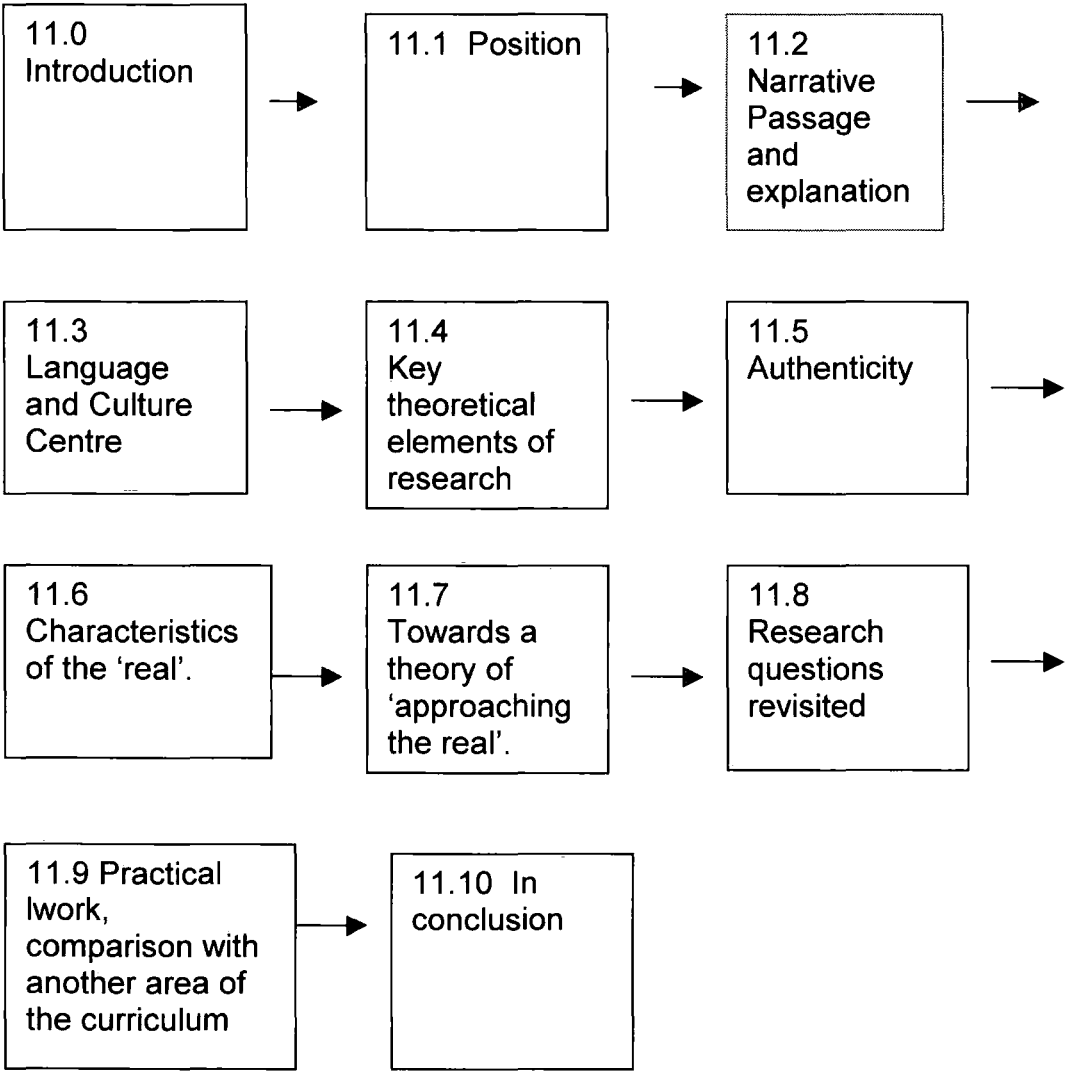 11.0
Introduction
11.1 Position
11.2
Narrative
Passage
and
explanation
11.3
Language
and Culture
Centre
11.4
Key
theoretical
elements of
research
11.5
Authenticity
11.6
Characteristics
of the ‘real’.
11.7
Towards a
theory of
‘approaching
the real’.
11.8
Research
questions
revisited
11.9 Practical
lwork,
comparison with
another area of
the curriculum
11.10 In
conclusion